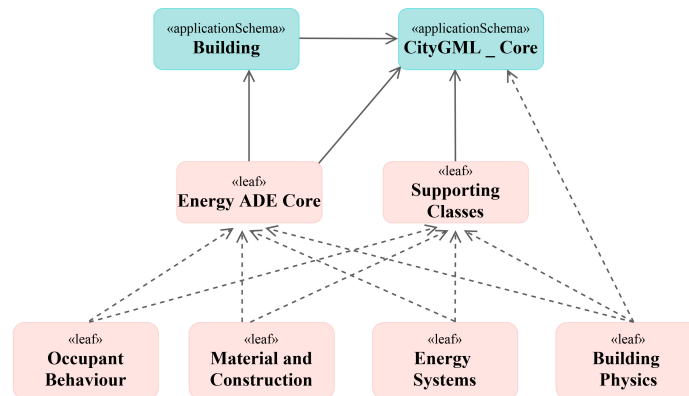 «applicationSchema»
Building
«applicationSchema»
CityGML _ Core
«leaf»
Energy ADE Core
«leaf»
Supporting
Classes
«leaf»
Occupant
Behaviour
«leaf»
Material and
Construction
«leaf»
Energy
Systems
«leaf»
Building
Physics